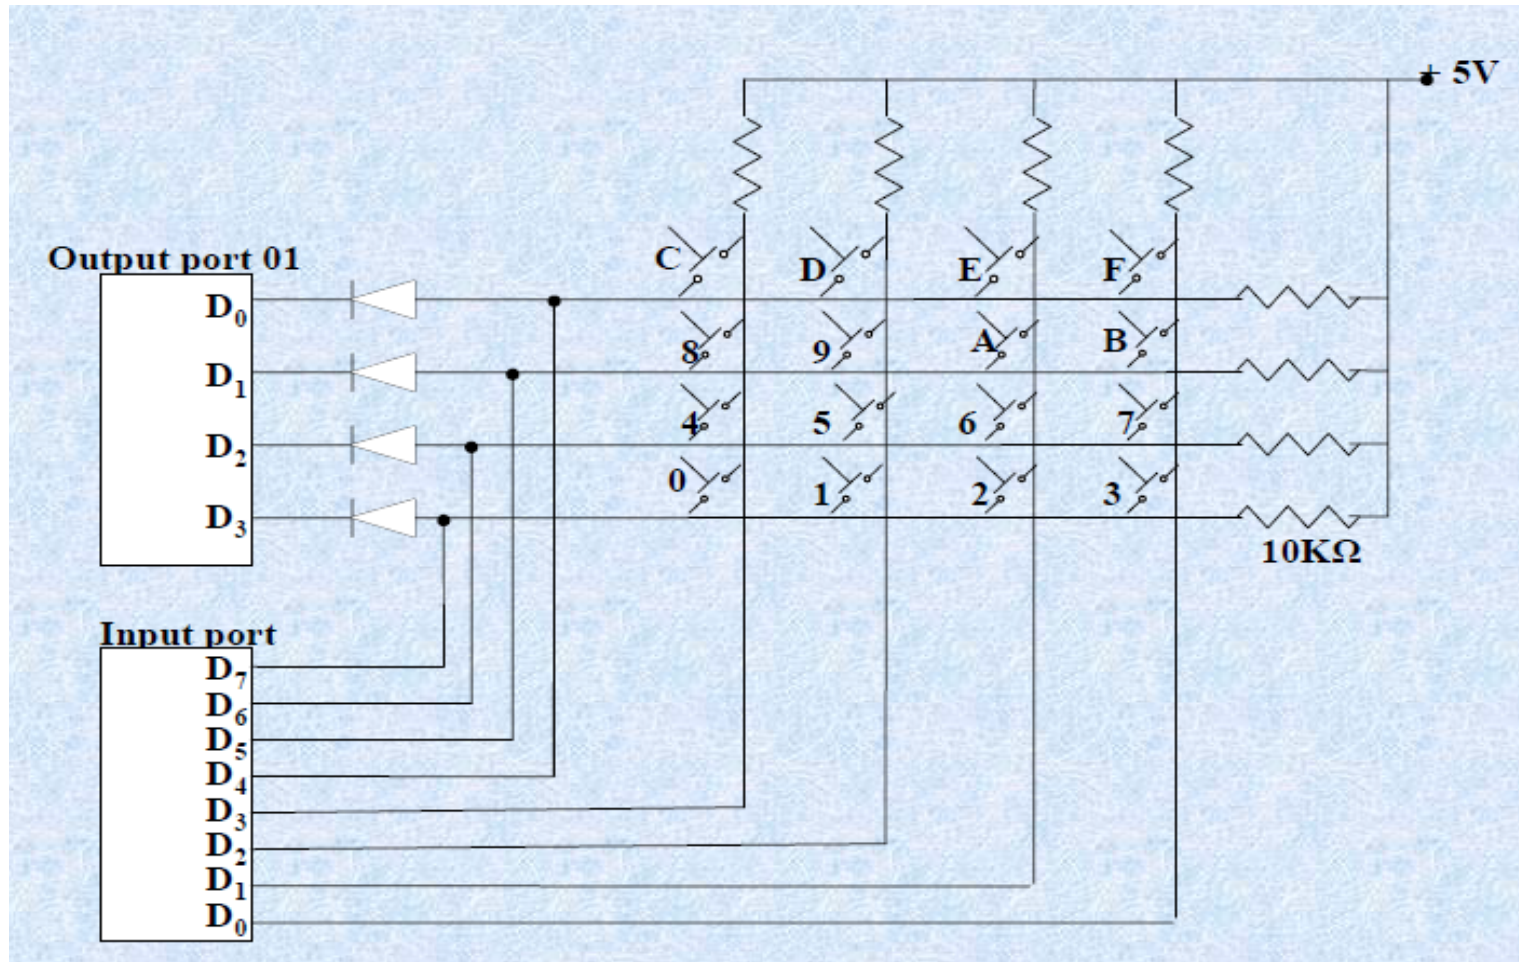 + 5V
C D E F
Output port 01
D₀
8 9 A B
D₁
4 5 6 7
D₂
0 1 2 3
D₃
10KΩ
Input port
D₇
D₆
D₅
D₄
D₃
D₂
D₁
D₀